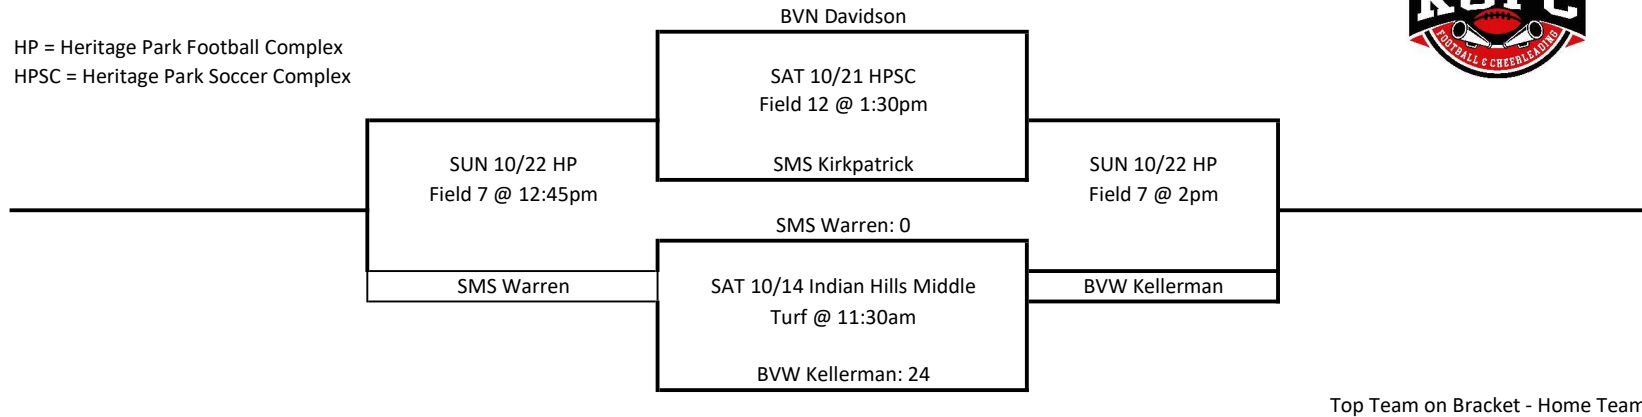 BVN Davidson
HP = Heritage Park Football Complex
HPSC = Heritage Park Soccer Complex
FOOTBALL & CHEERLEADING
SAT 10/21 HPSC
Field 12 @ 1:30pm
SMS Kirkpatrick
SUN 10/22 HP
Field 7 @ 12:45pm
SUN 10/22 HP
Field 7 @ 2pm
SMS Warren: 0
SMS Warren
SAT 10/14 Indian Hills Middle
Turf @ 11:30am
BVW Kellerman
BVW Kellerman: 24
Top Team on Bracket - Home Team